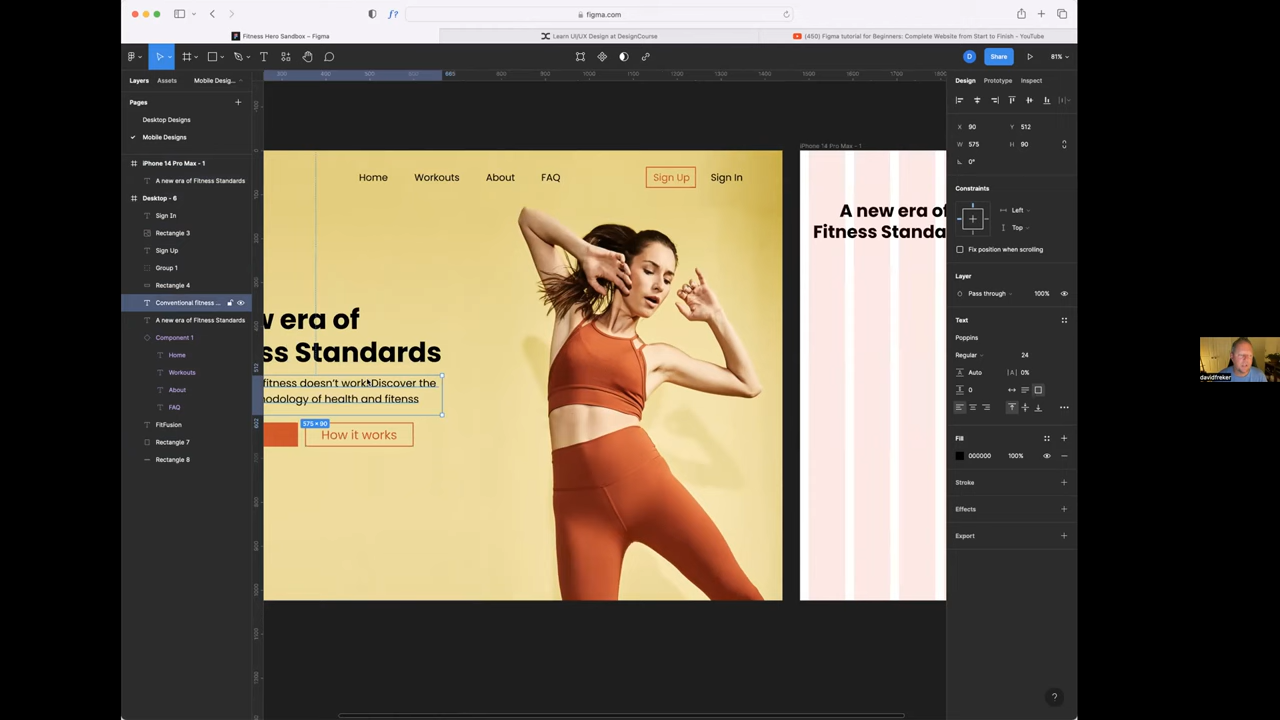 figma.com
Fitness Hero Sandbox – Figma
Learn UI/UX Design at DesignCourse
(450) Figma tutorial for Beginners: Complete Website from Start to Finish - YouTube
Share
81%
Layers
Assets
Mobile Desig...
Pages
Desktop Designs
Mobile Designs
iPhone 14 Pro Max - 1
A new era of Fitness Standards
Desktop - 6
Sign In
Rectangle 3
Sign Up
Group 1
Rectangle 4
Conventional fitness ...
A new era of Fitness Standards
Component 1
Home
Workouts
About
FAQ
FitFusion
Rectangle 7
Rectangle 8
Home Workouts About FAQ Sign Up Sign In
w era of
ss Standards
fitness doesn't work. Discover the
odology of health and fitenss
575 × 90
How it works
iPhone 14 Pro Max - 1
A new era of
Fitness Standa
Design Prototype Inspect
X 90 Y 512
W 575 H 90
0°
Constraints
Left
Top
Fix position when scrolling
Layer
Pass through 100%
Text
Poppins
Regular 24
Auto 0%
0
Fill
000000 100%
Stroke
Effects
Export
?
davidfreker